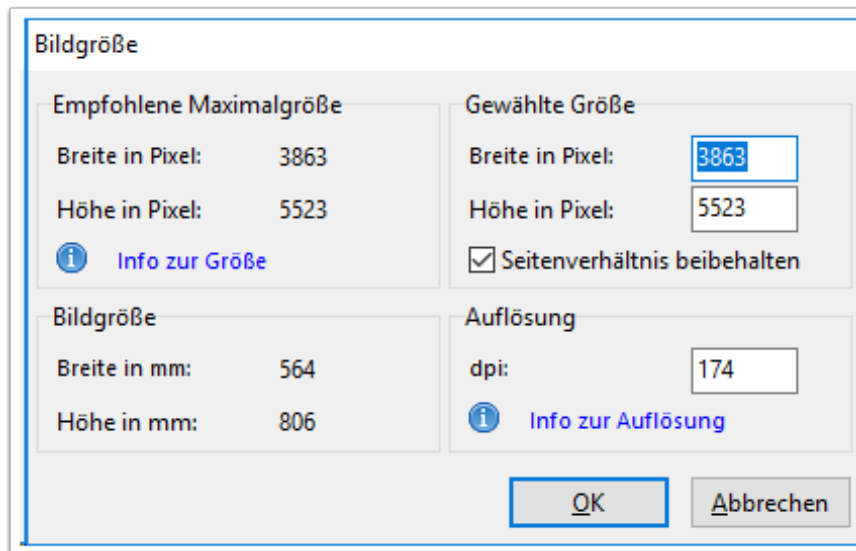 Bildgröße
Empfohlene Maximalgröße
Breite in Pixel: 3863
Höhe in Pixel: 5523
Info zur Größe
Gewählte Größe
Breite in Pixel: 3863
Höhe in Pixel: 5523
Seitenverhältnis beibehalten
Bildgröße
Breite in mm: 564
Höhe in mm: 806
Auflösung
dpi: 174
Info zur Auflösung
OK
Abbrechen